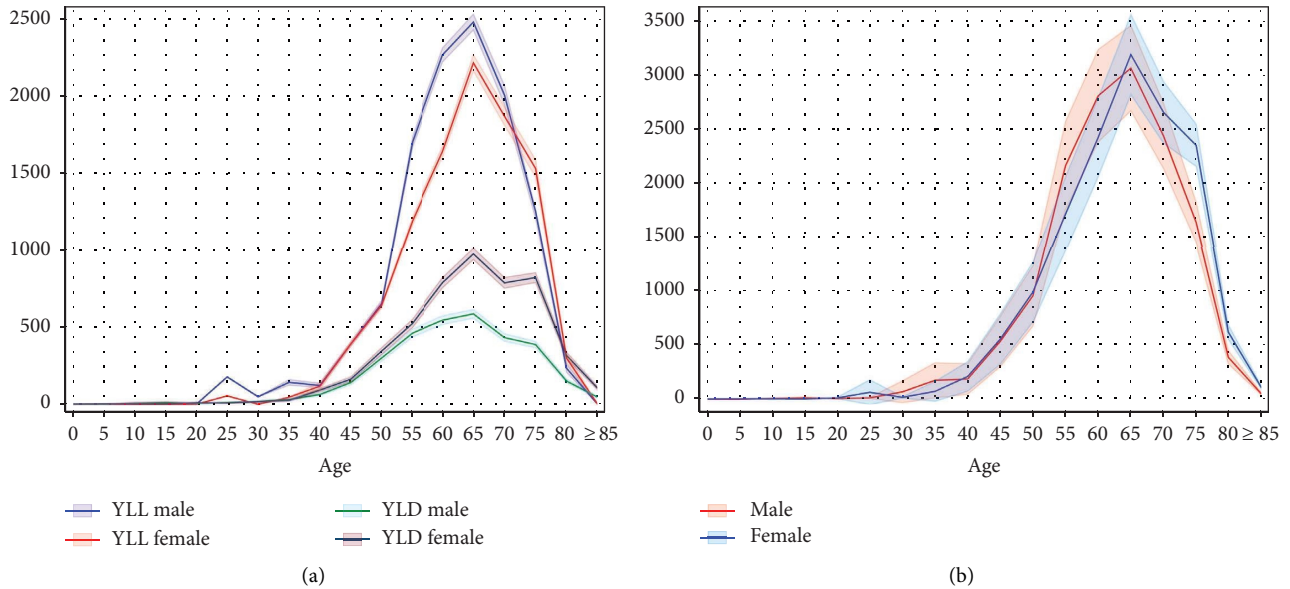 2500
2000
1500
1000
500
0
0 5 10 15 20 25 30 35 40 45 50 55 60 65 70 75 80 ≥ 85
Age
YLL male
YLL female
YLD male
YLD female
(a)
3500
3000
2500
2000
1500
1000
500
0
0 5 10 15 20 25 30 35 40 45 50 55 60 65 70 75 80 ≥ 85
Age
Male
Female
(b)